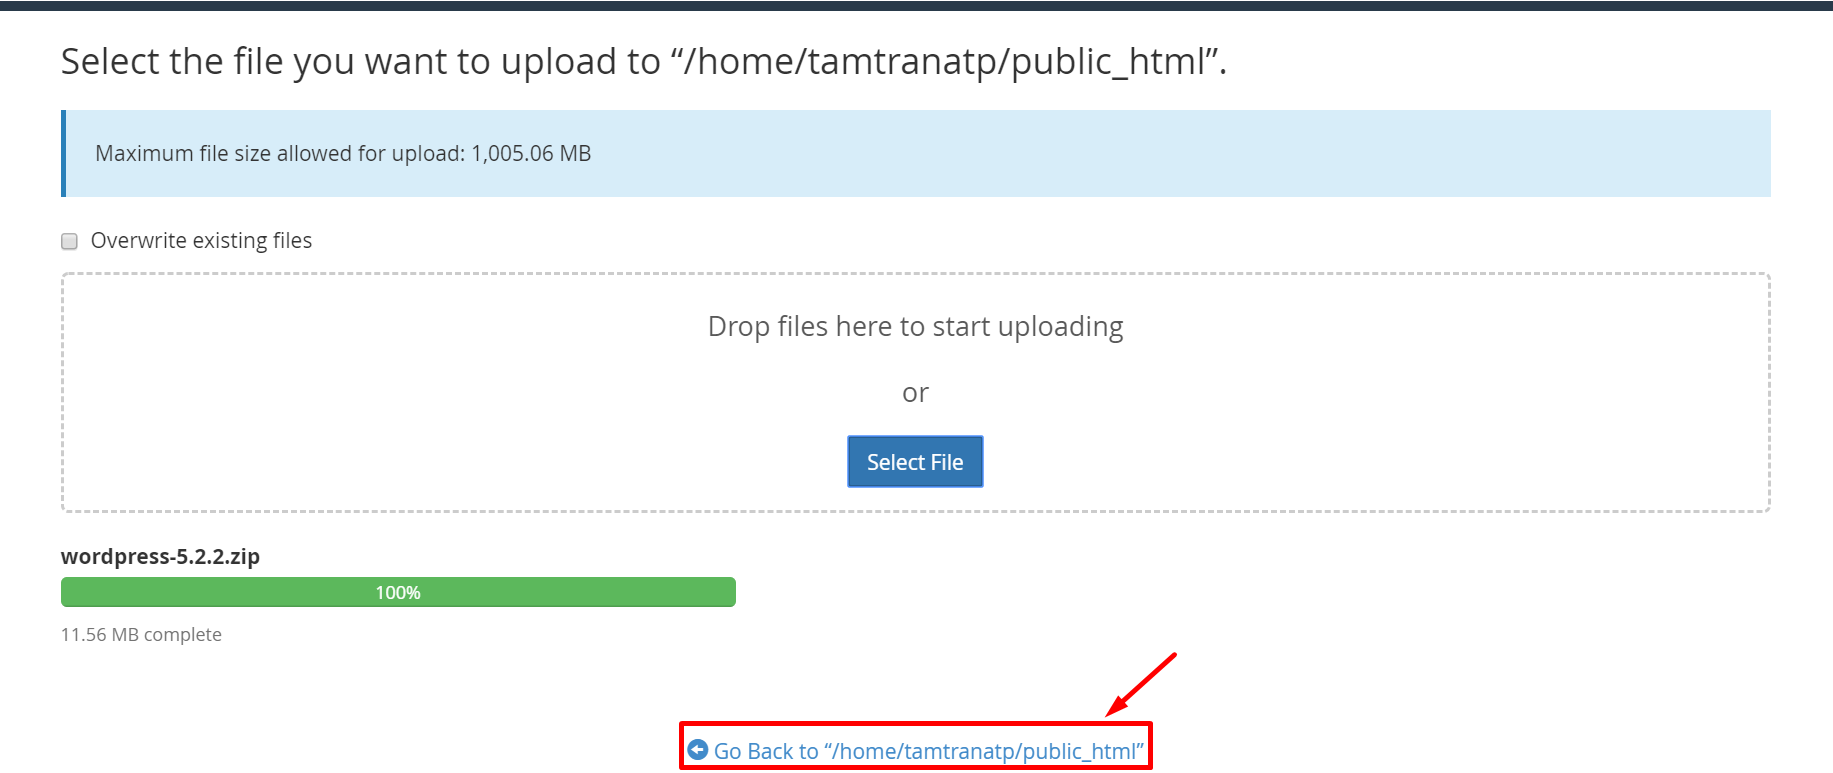 Select the file you want to upload to “/home/tamtranatp/public_html”.
Maximum file size allowed for upload: 1,005.06 MB
Overwrite existing files
Drop files here to start uploading
or
Select File
wordpress-5.2.2.zip
100%
11.56 MB complete
Go Back to “/home/tamtranatp/public_html”